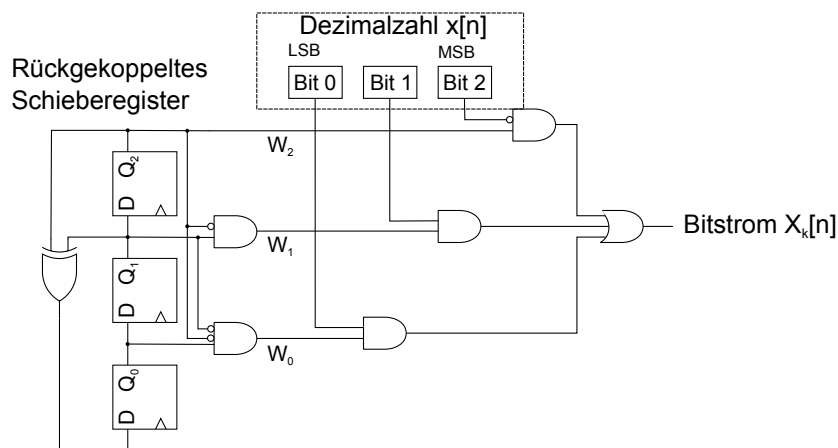 Dezimalzahl x[n]
LSB
MSB
Bit 0
Bit 1
Bit 2
Rückgekoppeltes
Schieberegister
W₂
D Q₂
W₁
Bitstrom Xₖ[n]
D Q₁
W₀
D Q₀